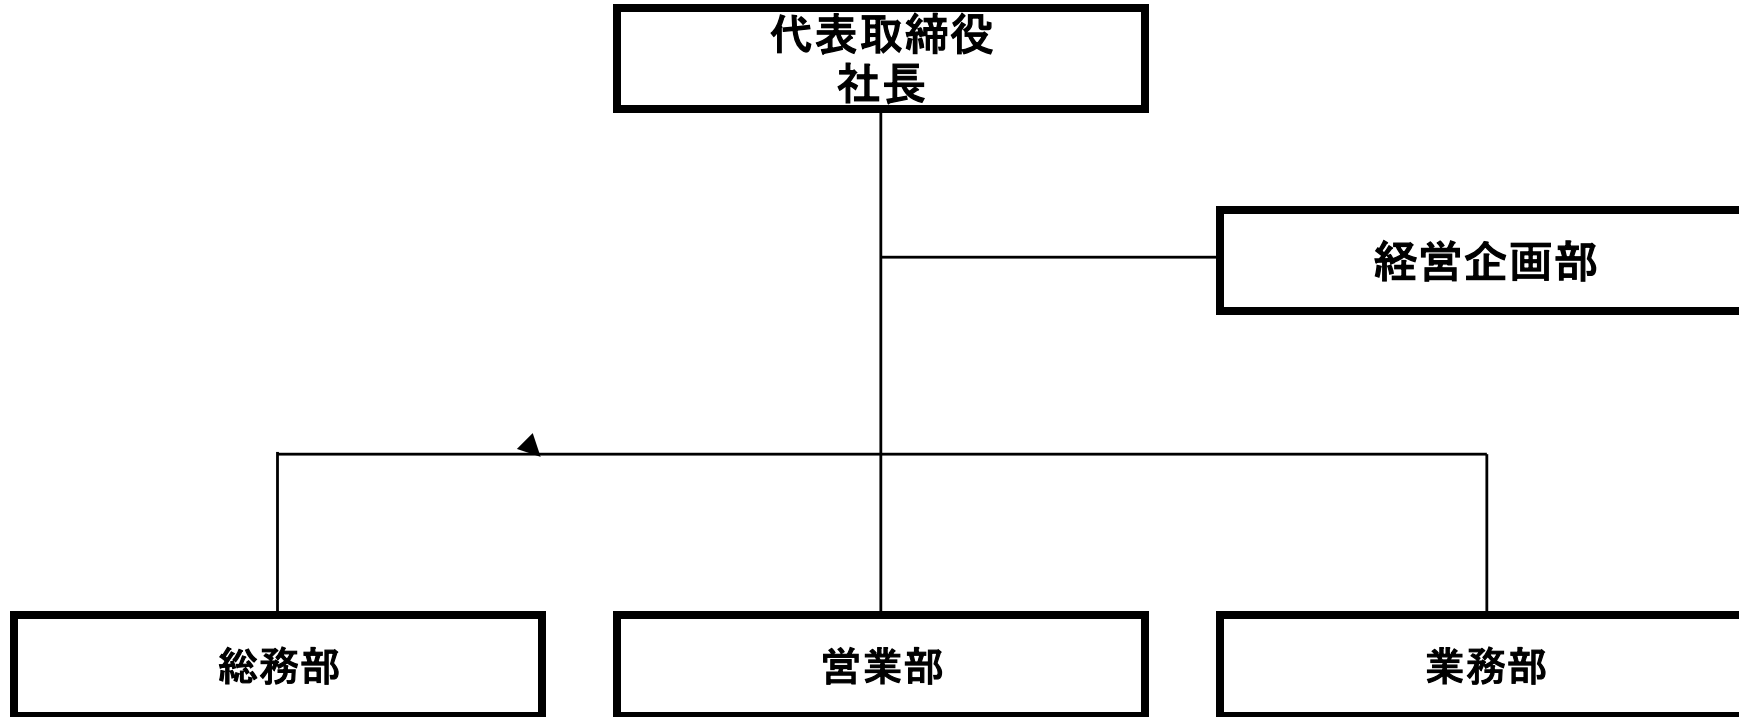 代表取締役
社長
経営企画部
総務部
営業部
業務部